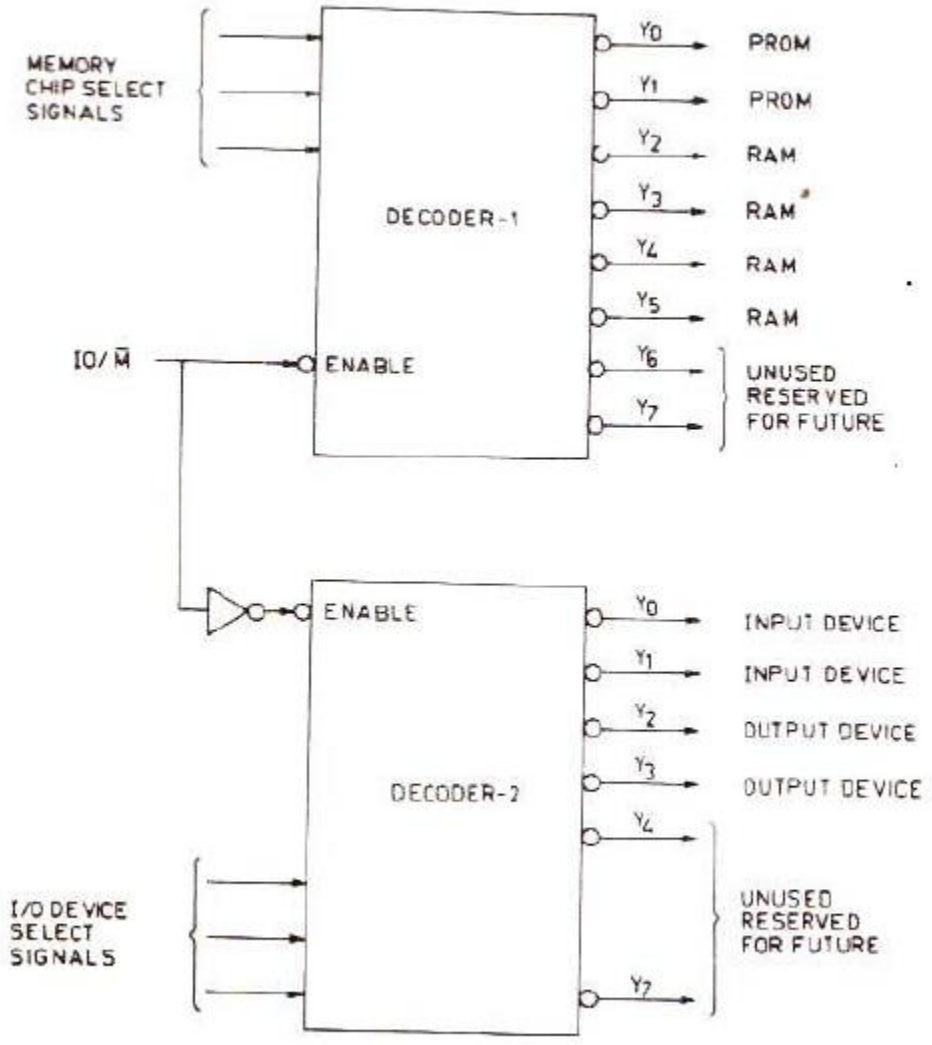 MEMORY
CHIP SELECT
SIGNALS
DECODER-1
IO/M̅
ENABLE
Y0 PROM
Y1 PROM
Y2 RAM
Y3 RAM
Y4 RAM
Y5 RAM
Y6
Y7
UNUSED
RESERVED
FOR FUTURE
ENABLE
DECODER-2
I/O DEVICE
SELECT
SIGNALS
Y0 INPUT DEVICE
Y1 INPUT DEVICE
Y2 OUTPUT DEVICE
Y3 OUTPUT DEVICE
Y4
Y7
UNUSED
RESERVED
FOR FUTURE